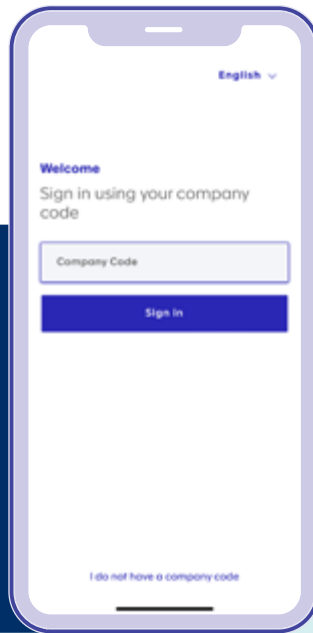 English
Welcome
Sign in using your company
code
Company Code
Sign in
I do not have a company code